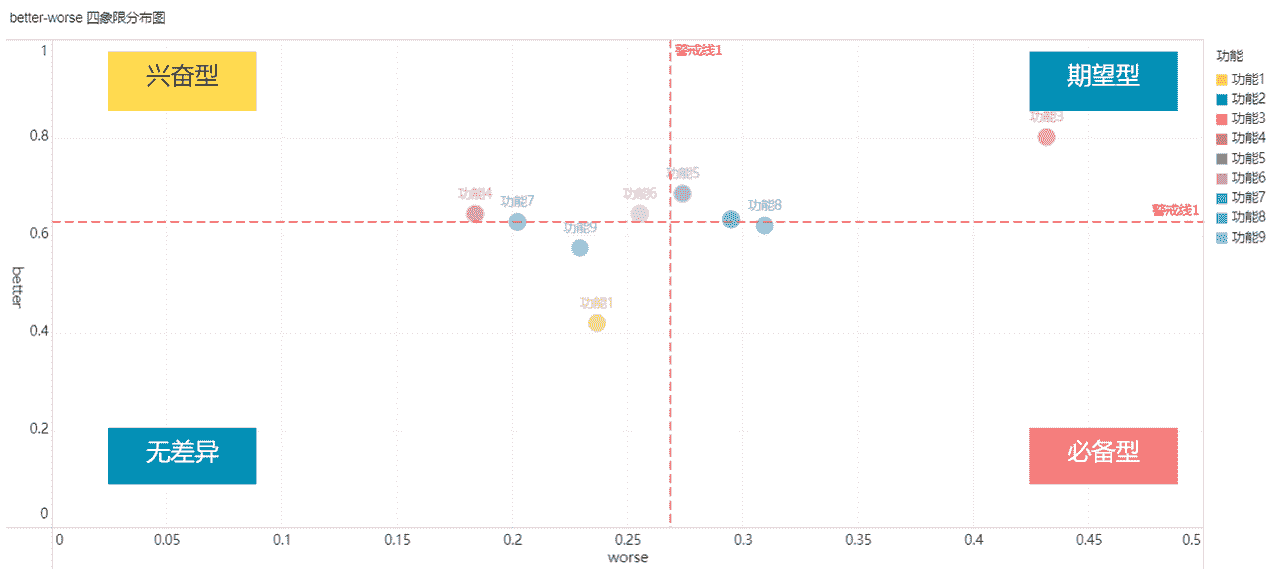 better-worse 四象限分布图
1
兴奋型
警戒线1
期望型
功能
功能1
功能2
功能3
功能4
功能5
功能6
功能7
功能8
功能9
0.8
功能3
功能5
功能4
功能7
功能6
功能8
警戒线1
功能9
0.6
better
功能1
0.4
0.2
无差异
必备型
0
0
0.05
0.1
0.15
0.2
0.25
0.3
0.35
0.4
0.45
0.5
worse